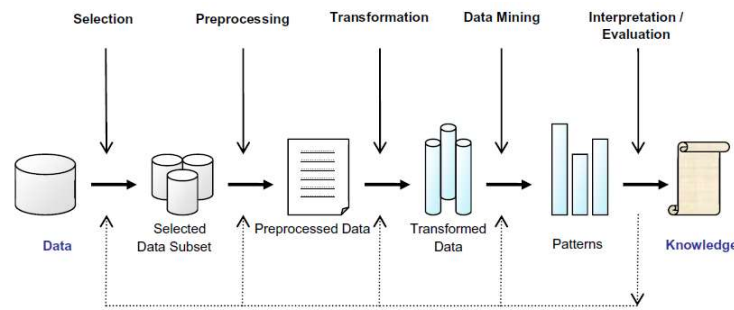 Selection
Preprocessing
Transformation
Data Mining
Interpretation /
Evaluation
Data
Selected
Data Subset
Preprocessed Data
Transformed
Data
Patterns
Knowledge